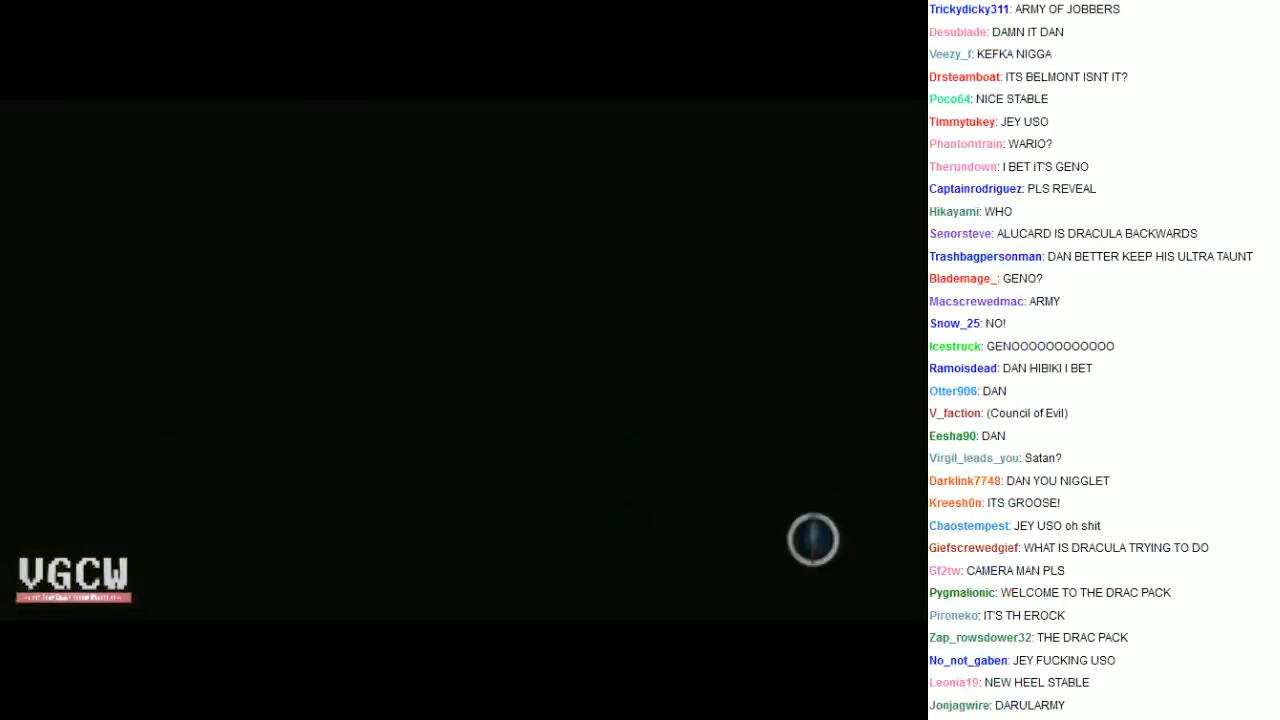 Trickydicky311: ARMY OF JOBBERS
Desublade: DAMN IT DAN
Veezy_f: KEFKA NIGGA
Drsteamboat: ITS BELMONT ISNT IT?
Poco64: NICE STABLE
Timmytukey: JEY USO
Phantomtrain: WARIO?
Therundown: I BET iT'S GENO
Captainrodriguez: PLS REVEAL
Hikayami: WHO
Senorsteve: ALUCARD IS DRACULA BACKWARDS
Trashbagpersonman: DAN BETTER KEEP HIS ULTRA TAUNT
Blademage_: GENO?
Macscrewedmac: ARMY
Snow_25: NO!
Icestruck: GENOOOOOOOOOOOO
Ramoisdead: DAN HIBIKI I BET
Otter906: DAN
V_faction: (Council of Evil)
Eesha90: DAN
Virgil_leads_you: Satan?
Darklink7748: DAN YOU NIGGLET
Kreesh0n: ITS GROOSE!
Chaostempest: JEY USO oh shit
Giefscrewedgief: WHAT IS DRACULA TRYING TO DO
Gf2tw: CAMERA MAN PLS
Pygmalionic: WELCOME TO THE DRAC PACK
Pironeko: IT'S TH EROCK
Zap_rowsdower32: THE DRAC PACK
No_not_gaben: JEY FUCKING USO
Leonia19: NEW HEEL STABLE
Jonjagwire: DARULARMY
VGCW